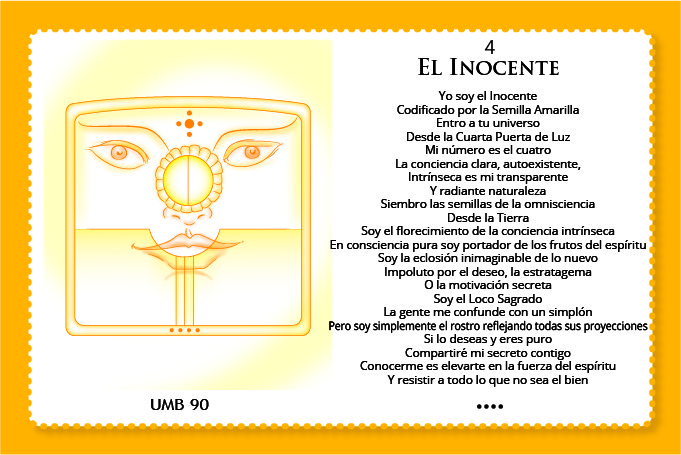 4
El Inocente
Yo soy el Inocente
Codificado por la Semilla Amarilla
Entro a tu universo
Desde la Cuarta Puerta de Luz
Mi número es el cuatro
La conciencia clara, autoexistente,
Intrínseca es mi transparente
Y radiante naturaleza
Siembro las semillas de la omnisciencia
Desde la Tierra
Soy el florecimiento de la conciencia intrínseca
En consciencia pura soy portador de los frutos del espíritu
Soy la eclosión inimaginable de lo nuevo
Impoluto por el deseo, la estratagema
O la motivación secreta
Soy el Loco Sagrado
La gente me confunde con un simplón
Pero soy simplemente el rostro reflejando todas sus proyecciones
Si lo deseas y eres puro
Compartiré mi secreto contigo
Conocerme es elevarte en la fuerza del espíritu
Y resistir a todo lo que no sea el bien
UMB 90